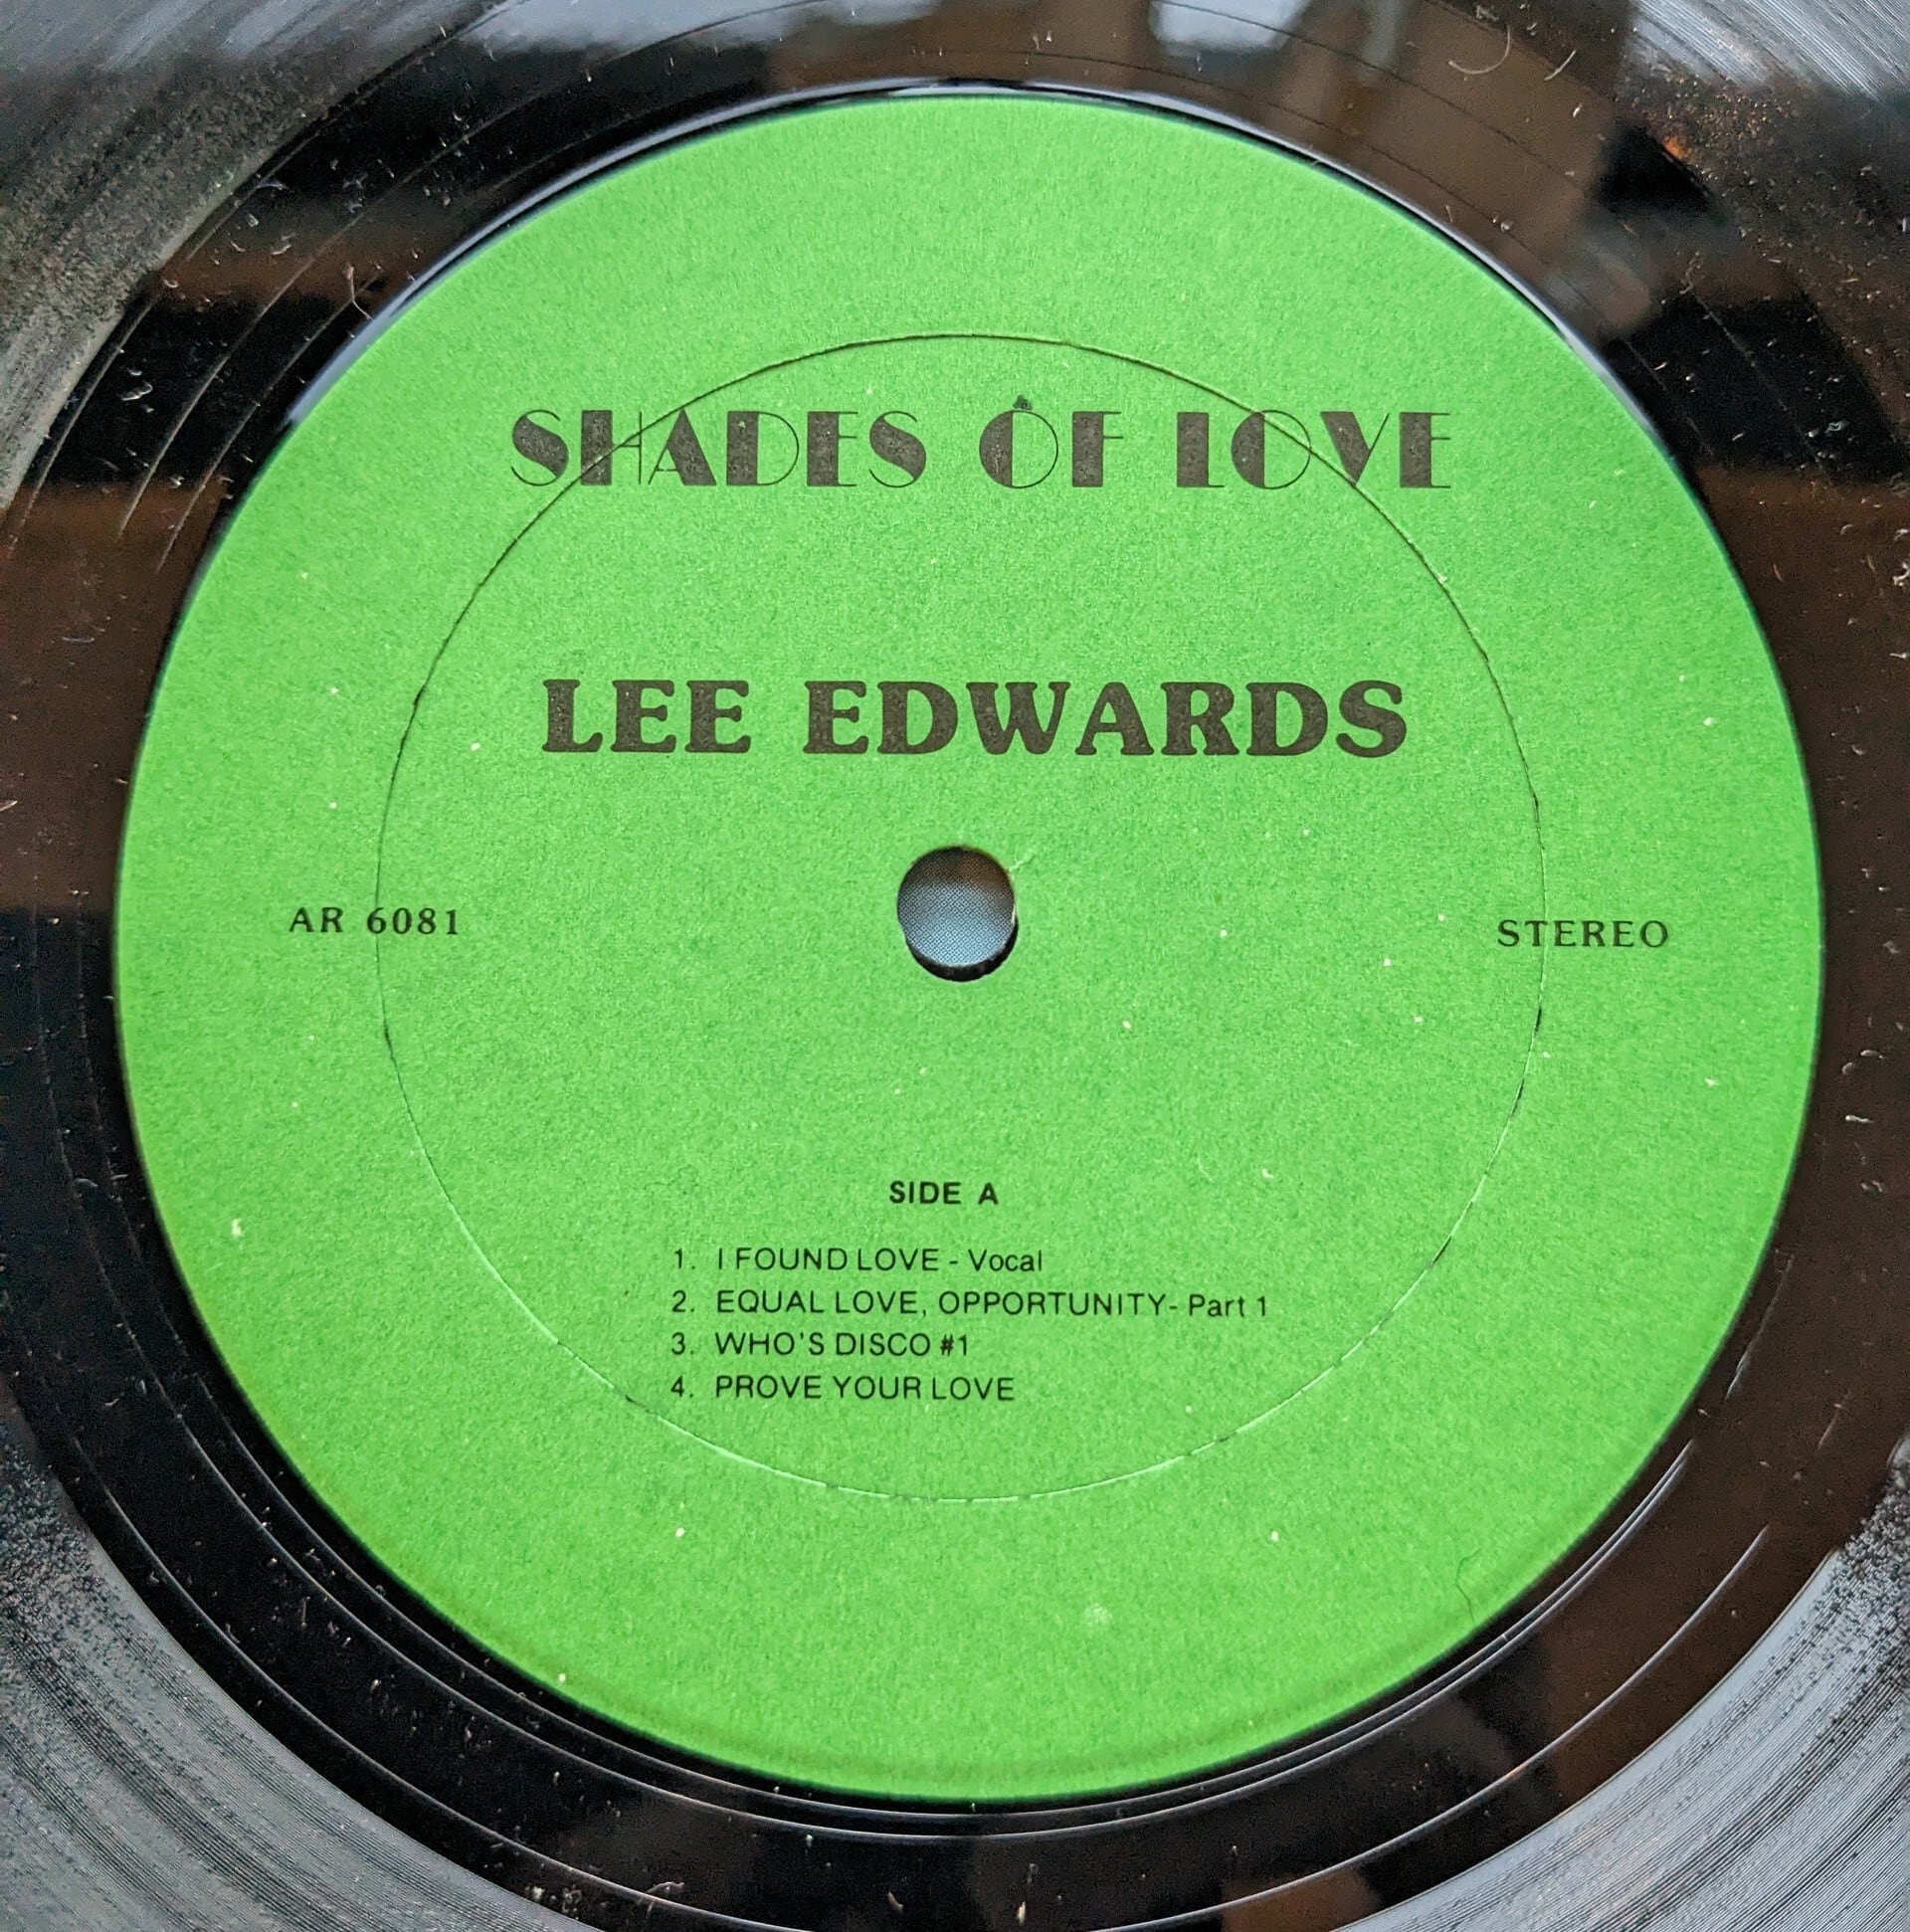 SHADES OF LOVE
LEE EDWARDS
AR 6081
STEREO
SIDE A
1. I FOUND LOVE - Vocal
2. EQUAL LOVE, OPPORTUNITY- Part 1
3. WHO'S DISCO #1
4. PROVE YOUR LOVE